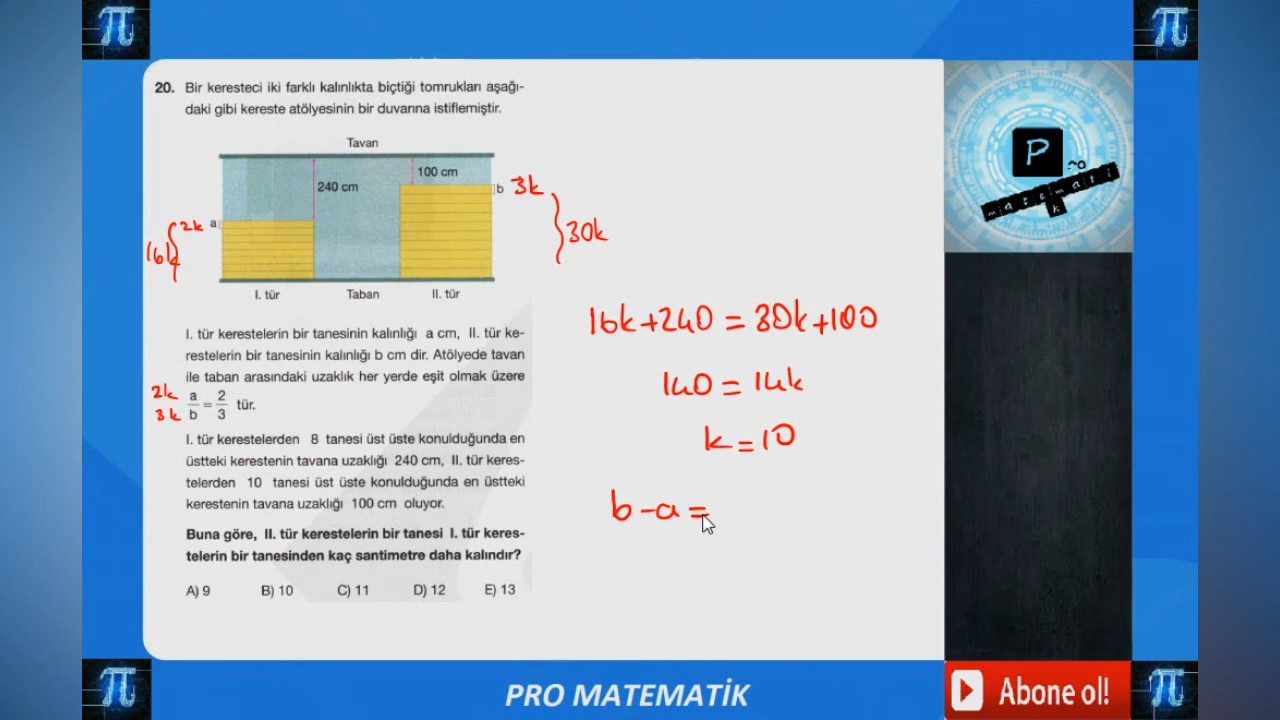 20. Bir keresteci iki farklı kalınlıkta biçtiği tomrukları aşağı-
daki gibi kereste atölyesinin bir duvarına istiflemiştir.
Tavan
240 cm
100 cm
a
b
2k
3k
30k
I. tür
Taban
II. tür
I. tür kerestelerin bir tanesinin kalınlığı a cm, II. tür ke-
restelerin bir tanesinin kalınlığı b cm dir. Atölyede tavan
ile taban arasındaki uzaklık her yerde eşit olmak üzere
2k a 2
3k b = 3 tür.
I. tür kerestelerden 8 tanesi üst üste konulduğunda en
üstteki kerestenin tavana uzaklığı 240 cm, II. tür keres-
telerden 10 tanesi üst üste konulduğunda en üstteki
kerestenin tavana uzaklığı 100 cm oluyor.
Buna göre, II. tür kerestelerin bir tanesi I. tür keres-
telerin bir tanesinden kaç santimetre daha kalındır?
A) 9 B) 10 C) 11 D) 12 E) 13
16k+240 = 30k+100
140 = 14k
k = 10
b - a =
P
matematik
PRO MATEMATİK
Abone ol!